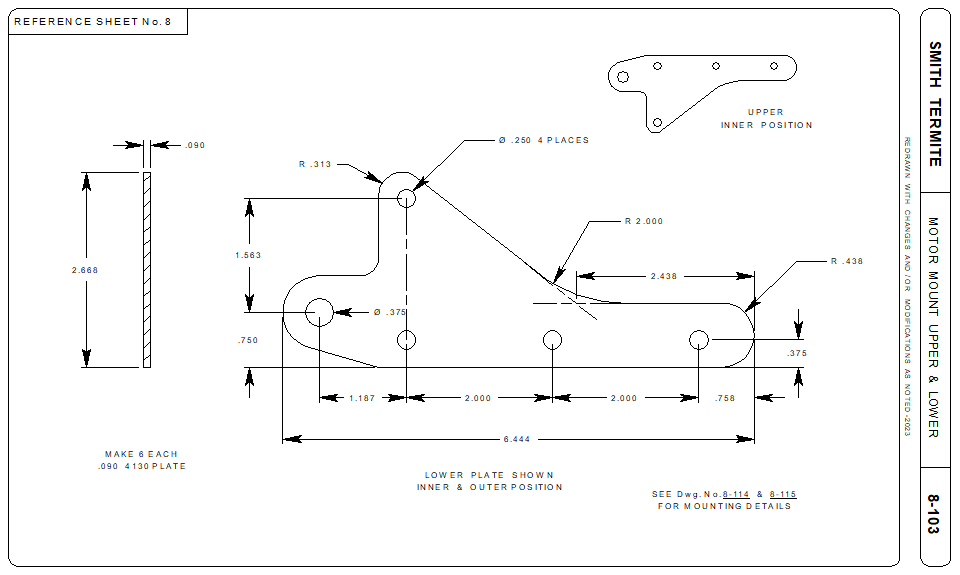 REFERENCE SHEET No. 8
UPPER
INNER POSITION
.090
Ø .250 4 PLACES
R .313
R 2.000
1.563
2.438
R .438
2.668
Ø .375
.750
.375
1.187
2.000
2.000
.758
6.444
MAKE 6 EACH
.090 4130 PLATE
LOWER PLATE SHOWN
INNER & OUTER POSITION
SEE Dwg.No.8-114 & 8-115
FOR MOUNTING DETAILS
REDRAWN WITH CHANGES AND/OR MODIFICATIONS AS NOTED-2023
SMITH TERMITE
MOTOR MOUNT UPPER & LOWER
8-103